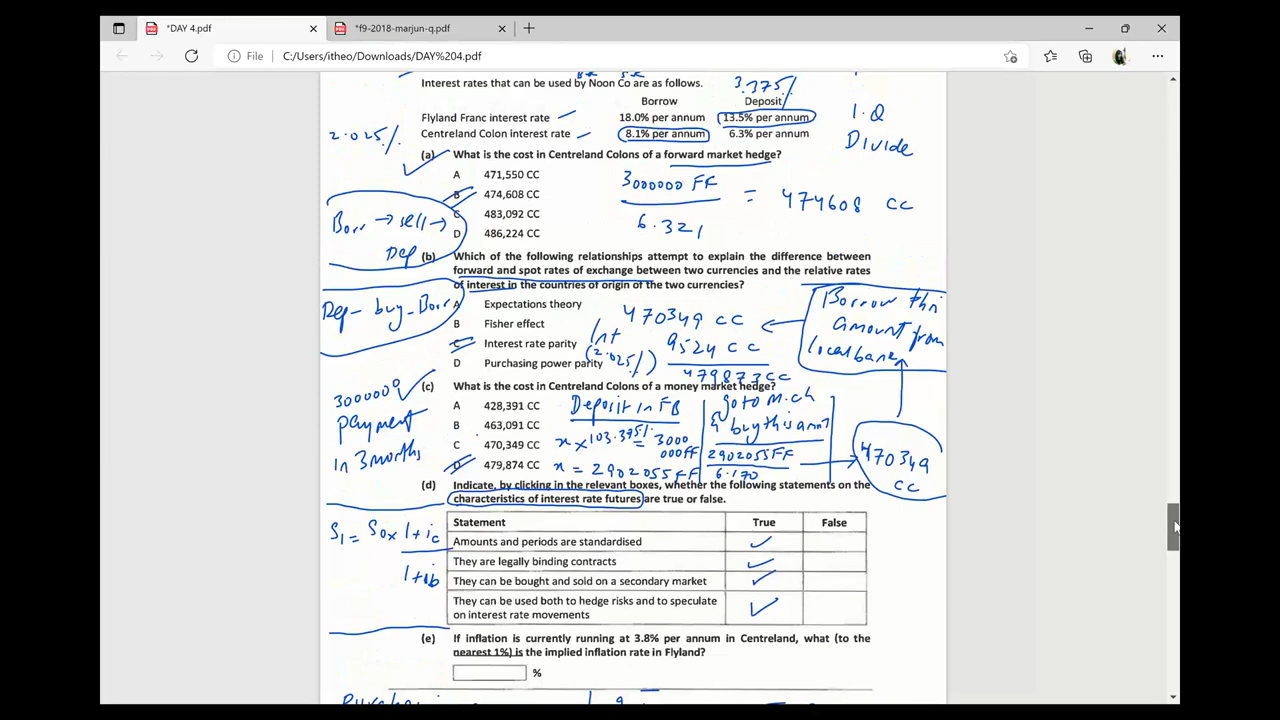 *DAY 4.pdf
*f9-2018-marjun-q.pdf
File
C:/Users/itheo/Downloads/DAY%204.pdf
Interest rates that can be used by Noon Co are as follows.
3.375%
Borrow Deposit
Flyland Franc interest rate 18.0% per annum 13.5% per annum
Centreland Colon interest rate 8.1% per annum 6.3% per annum
2.025%
I.Q
Divide
(a) What is the cost in Centreland Colons of a forward market hedge?
A 471,550 CC
B 474,608 CC
C 483,092 CC
D 486,224 CC
3000000 FF
6.321
= 474608 CC
Borr → sell →
Dep
(b) Which of the following relationships attempt to explain the difference between
forward and spot rates of exchange between two currencies and the relative rates
of interest in the countries of origin of the two currencies?
A Expectations theory
B Fisher effect
C Interest rate parity
D Purchasing power parity
Dep - buy - Borr
470349 CC
Int
(2.025%)
9524 CC
479873 CC
Borrow this
amount from
local bank
(c) What is the cost in Centreland Colons of a money market hedge?
A 428,391 CC
B 463,091 CC
C 470,349 CC
D 479,874 CC
3000000
payment
in 3 months
Deposit in FB
x × 103.375% = 3000
000FF
x = 2902055 FF
go to m.ch
& buy this amnt
2902055 FF
6.170
470349
CC
(d) Indicate, by clicking in the relevant boxes, whether the following statements on the
characteristics of interest rate futures are true or false.
Statement True False
Amounts and periods are standardised
They are legally binding contracts
They can be bought and sold on a secondary market
They can be used both to hedge risks and to speculate
on interest rate movements
S1 = S0 x 1+ic
1+ib
(e) If inflation is currently running at 3.8% per annum in Centreland, what (to the
nearest 1%) is the implied inflation rate in Flyland?
%